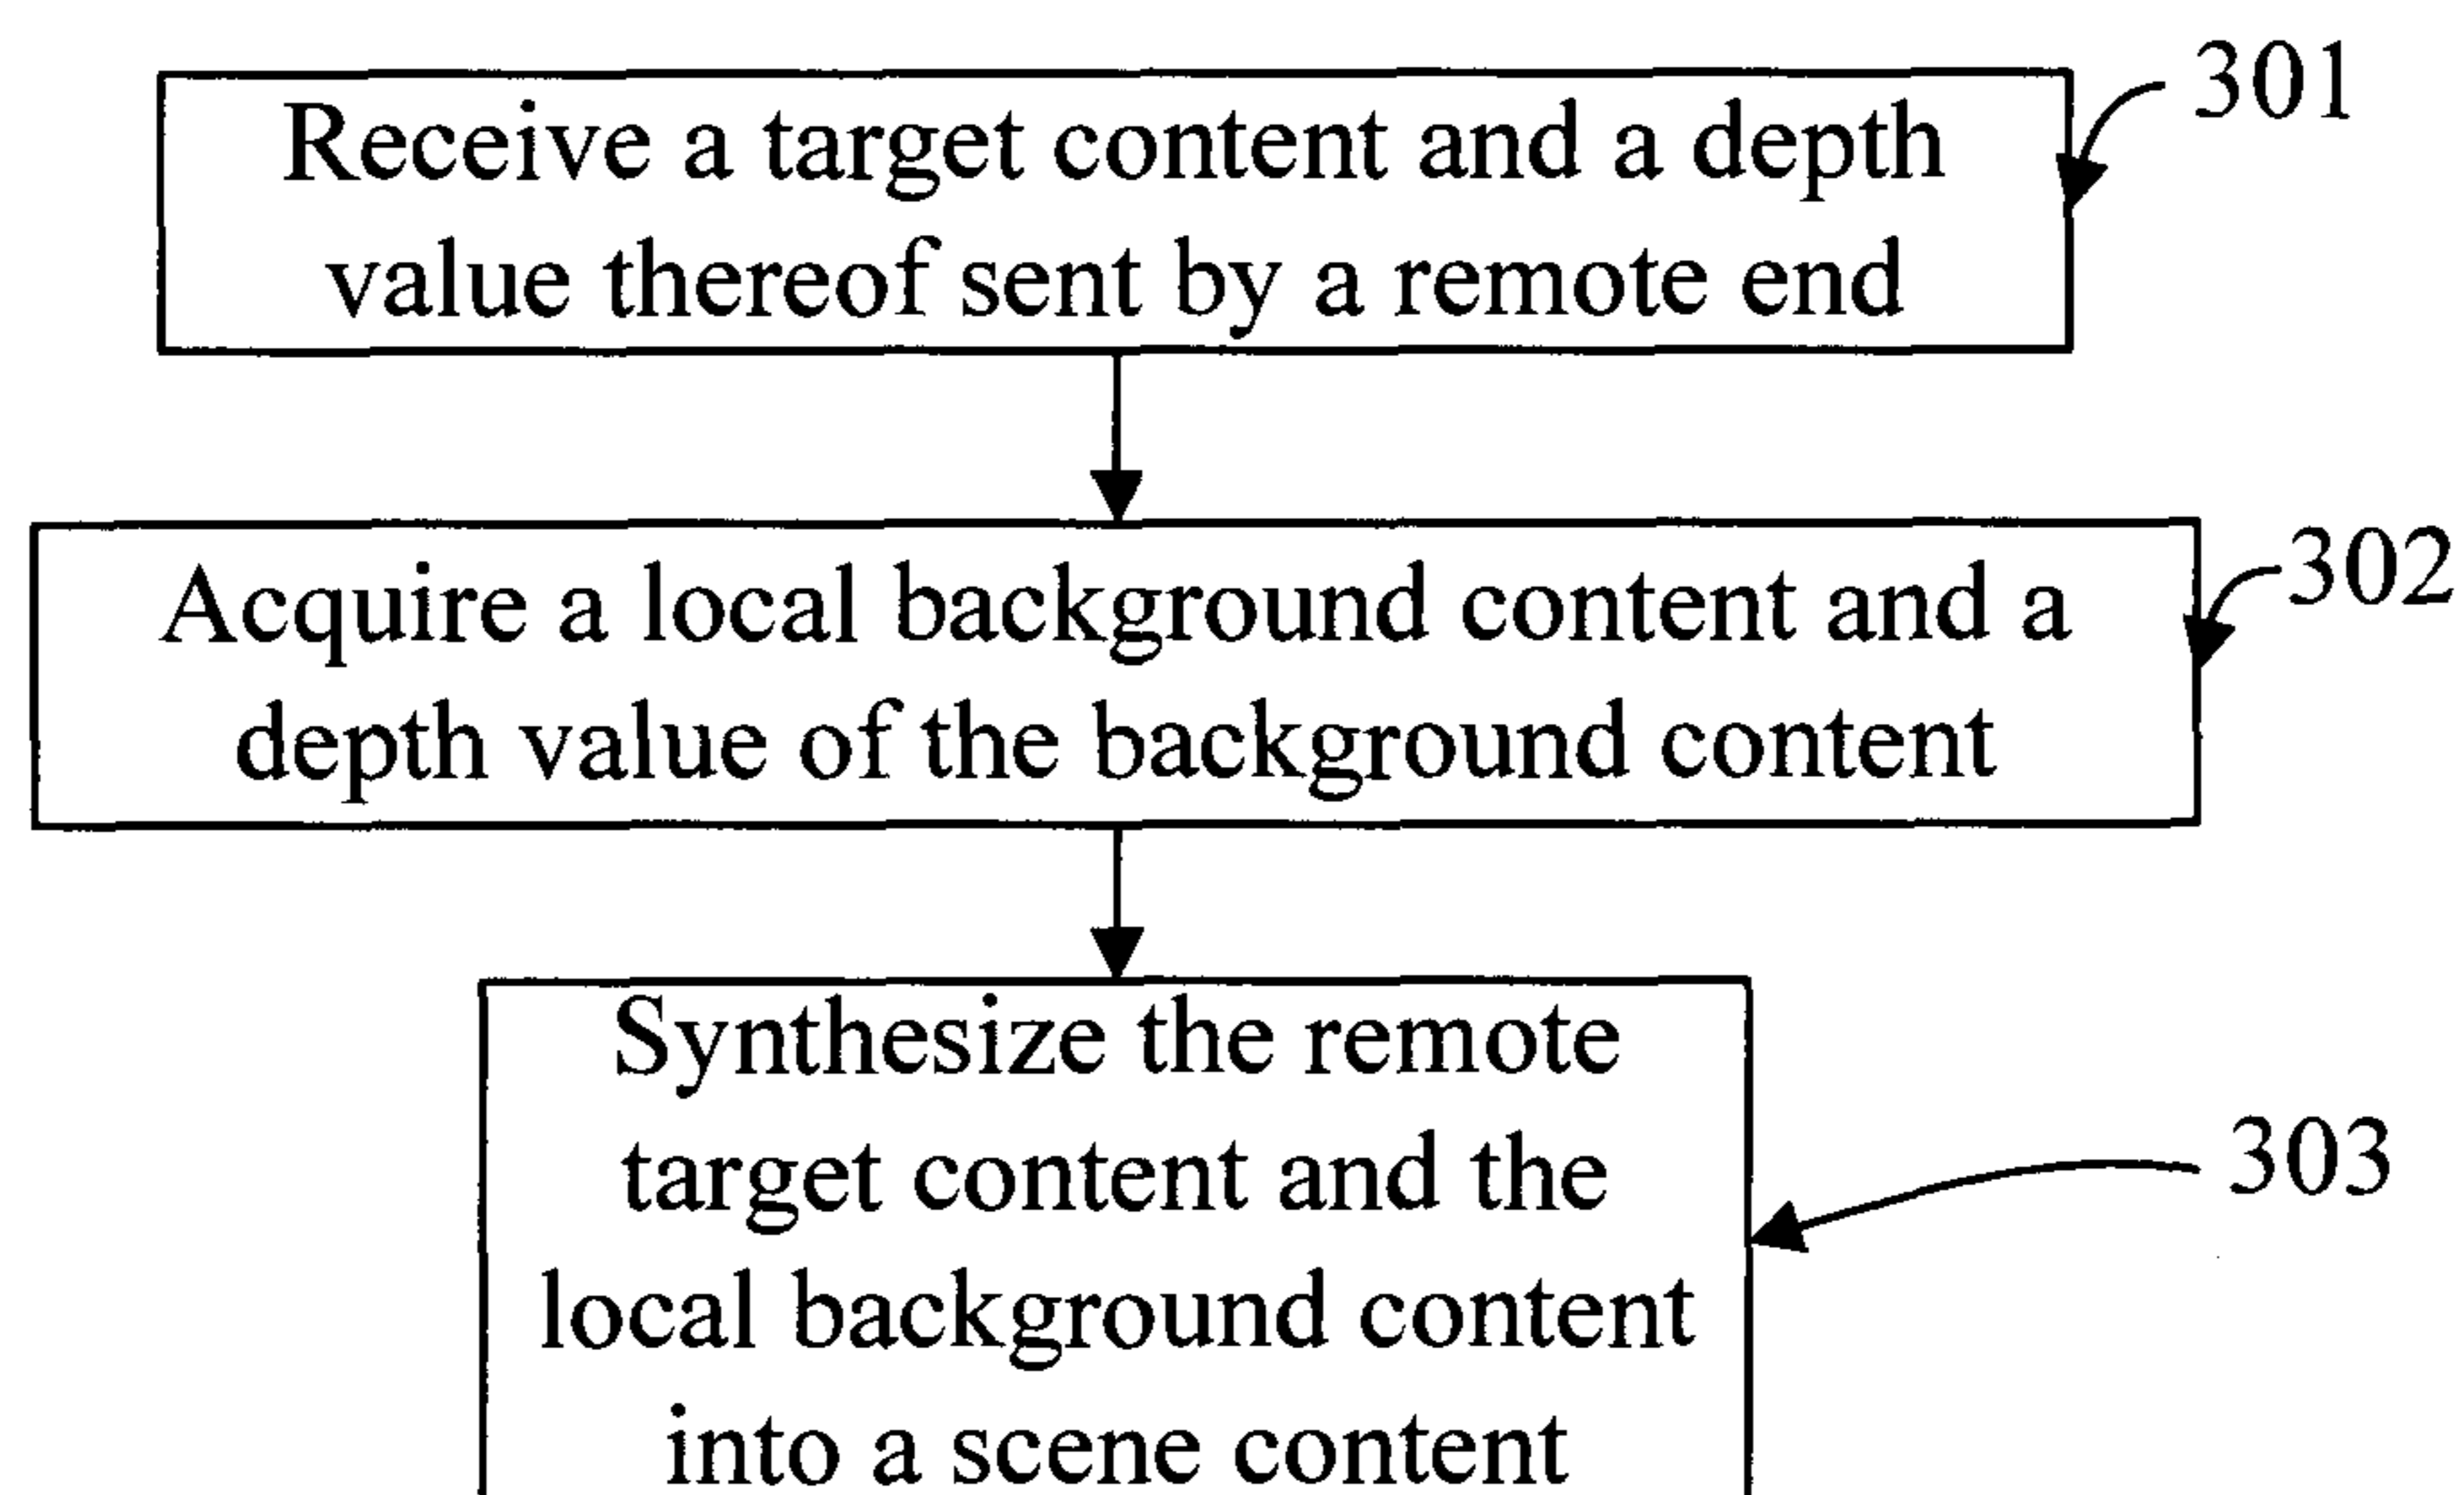 301
Receive a target content and a depth
value thereof sent by a remote end
302
Acquire a local background content and a
depth value of the background content
Synthesize the remote
target content and the
303
local background content
into a scene content